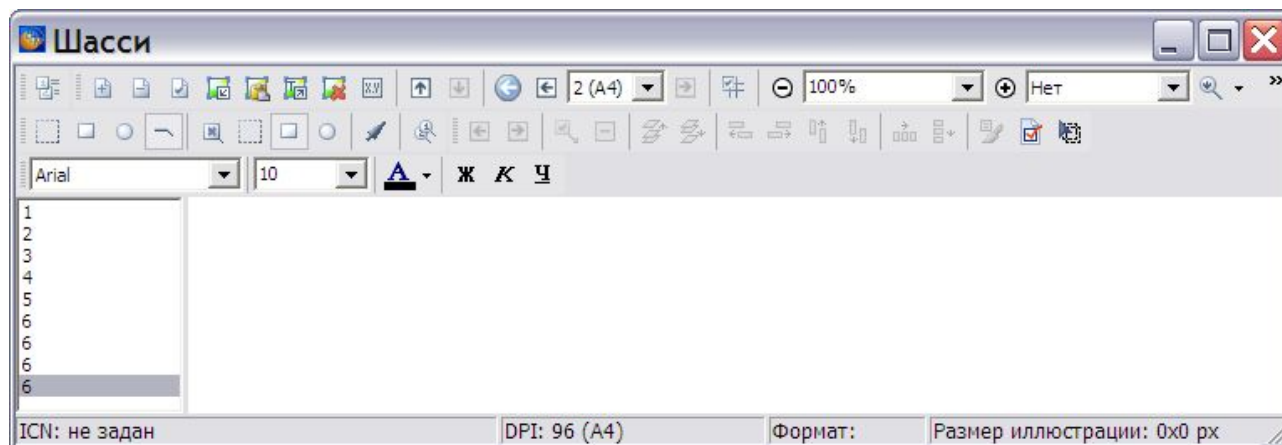 Шасси
X.Y 2 (A4) 100% Нет »
Arial 10 А Ж К Ч
1
2
3
4
5
6
6
6
6
ICN: не задан DPI: 96 (A4) Формат: Размер иллюстрации: 0x0 px